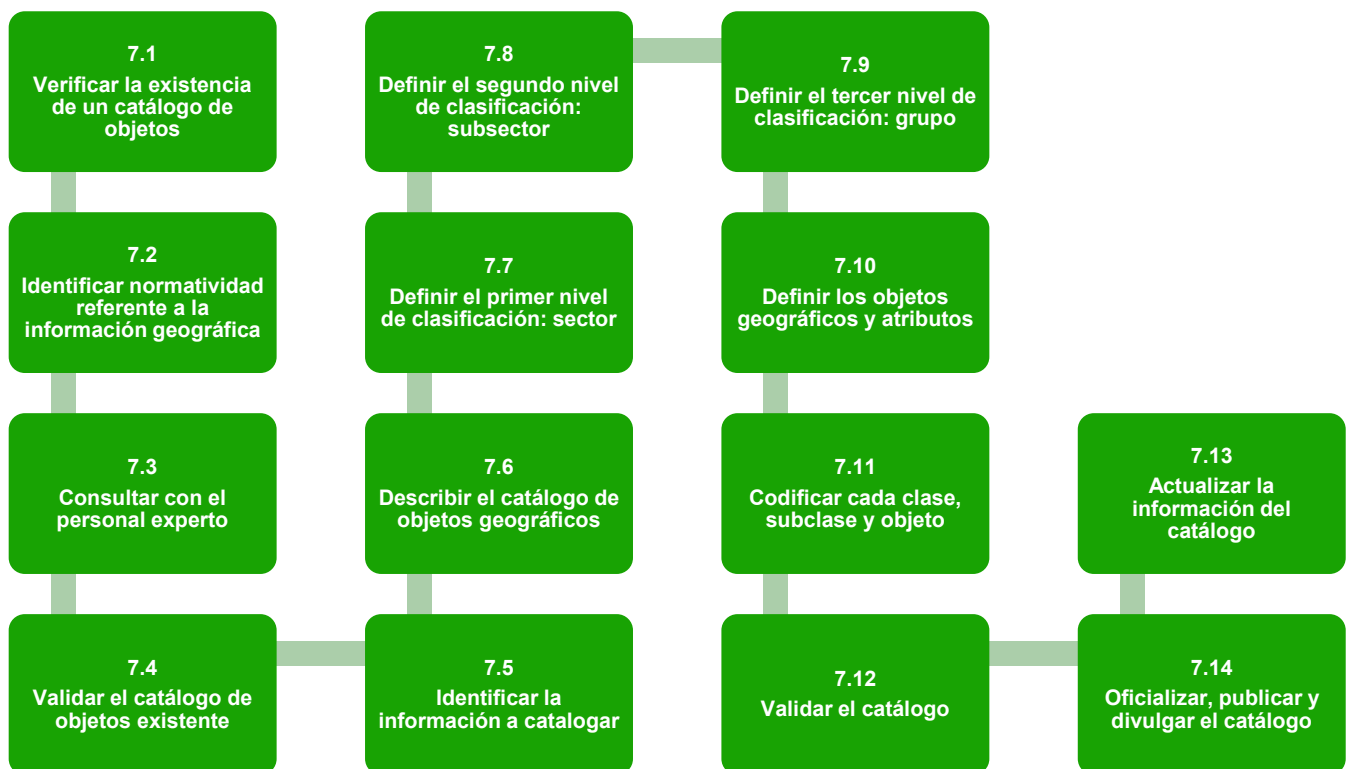 7.1
Verificar la existencia
de un catálogo de
objetos
7.2
Identificar normatividad
referente a la
información geográfica
7.3
Consultar con el
personal experto
7.4
Validar el catálogo de
objetos existente
7.5
Identificar la
información a catalogar
7.6
Describir el catálogo de
objetos geográficos
7.7
Definir el primer nivel
de clasificación: sector
7.8
Definir el segundo nivel
de clasificación:
subsector
7.9
Definir el tercer nivel de
clasificación: grupo
7.10
Definir los objetos
geográficos y atributos
7.11
Codificar cada clase,
subclase y objeto
7.12
Validar el catálogo
7.14
Oficializar, publicar y
divulgar el catálogo
7.13
Actualizar la
información del
catálogo